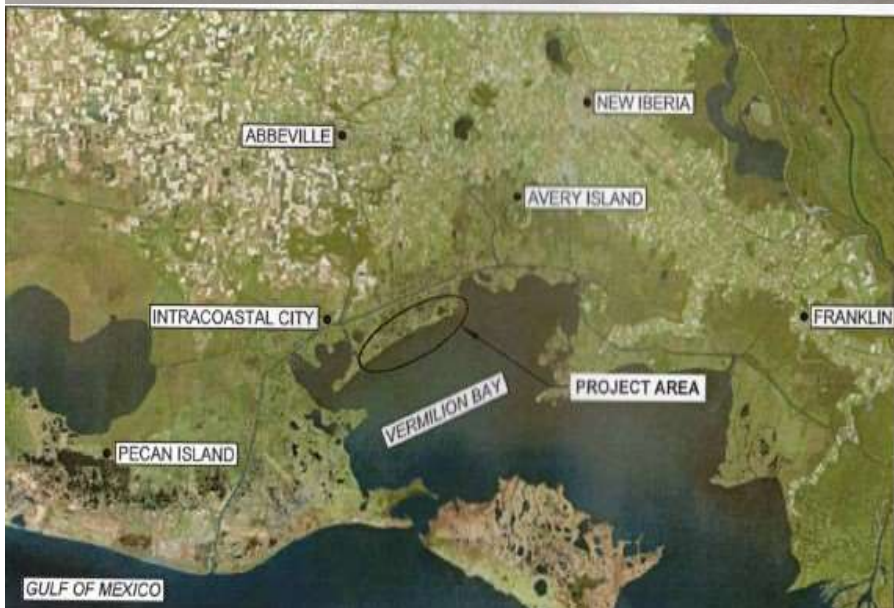 NEW IBERIA
ABBEVILLE
AVERY ISLAND
INTRACOASTAL CITY
FRANKLIN
PROJECT AREA
VERMILION BAY
PECAN ISLAND
GULF OF MEXICO